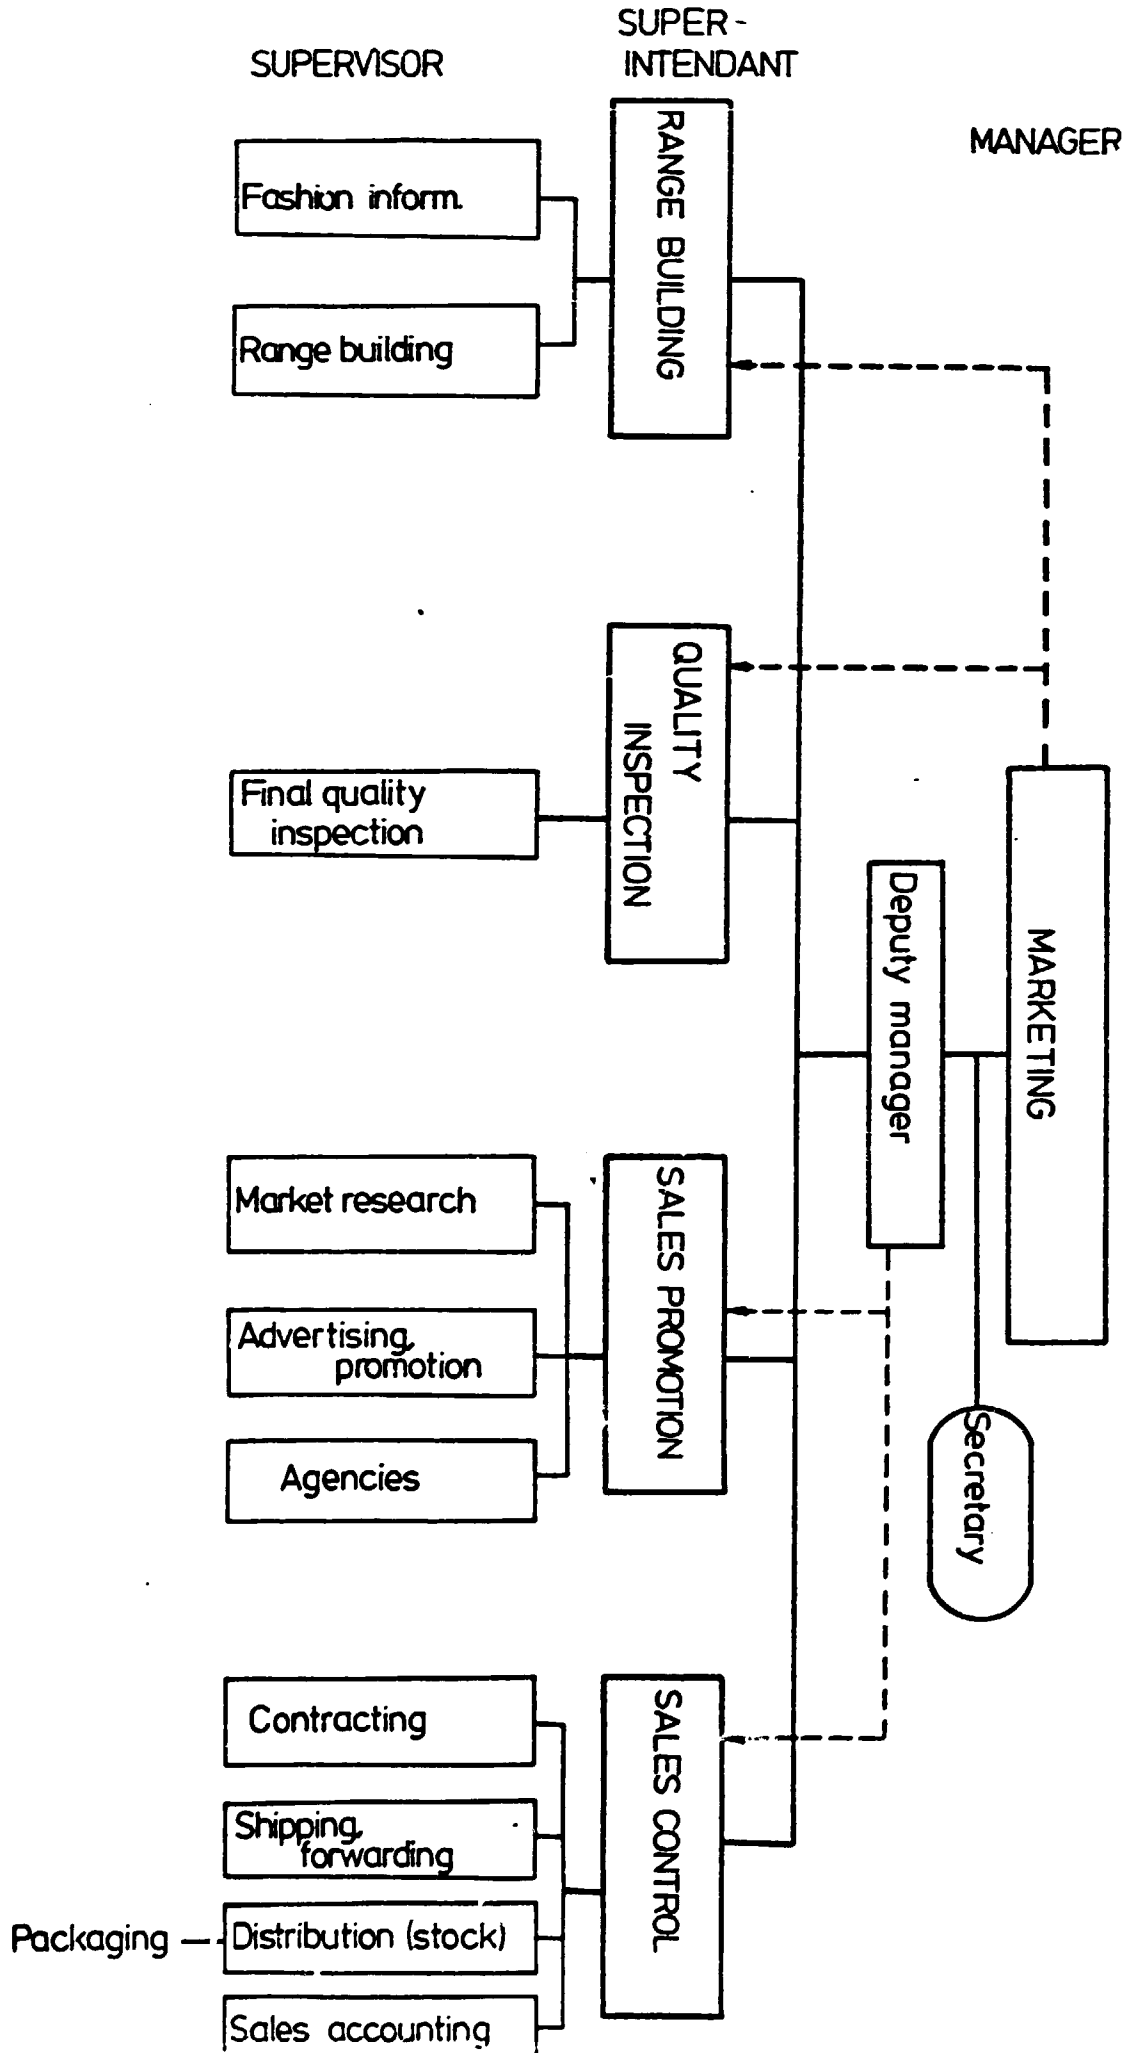 SUPERVISOR
SUPER-
INTENDANT
MANAGER
Fashion inform.
Range building
RANGE BUILDING
Final quality
inspection
QUALITY
INSPECTION
Deputy manager
MARKETING
Secretary
Market research
Advertising,
promotion
Agencies
SALES PROMOTION
Contracting
Shipping,
forwarding
Packaging
Distribution (stock)
Sales accounting
SALES CONTROL